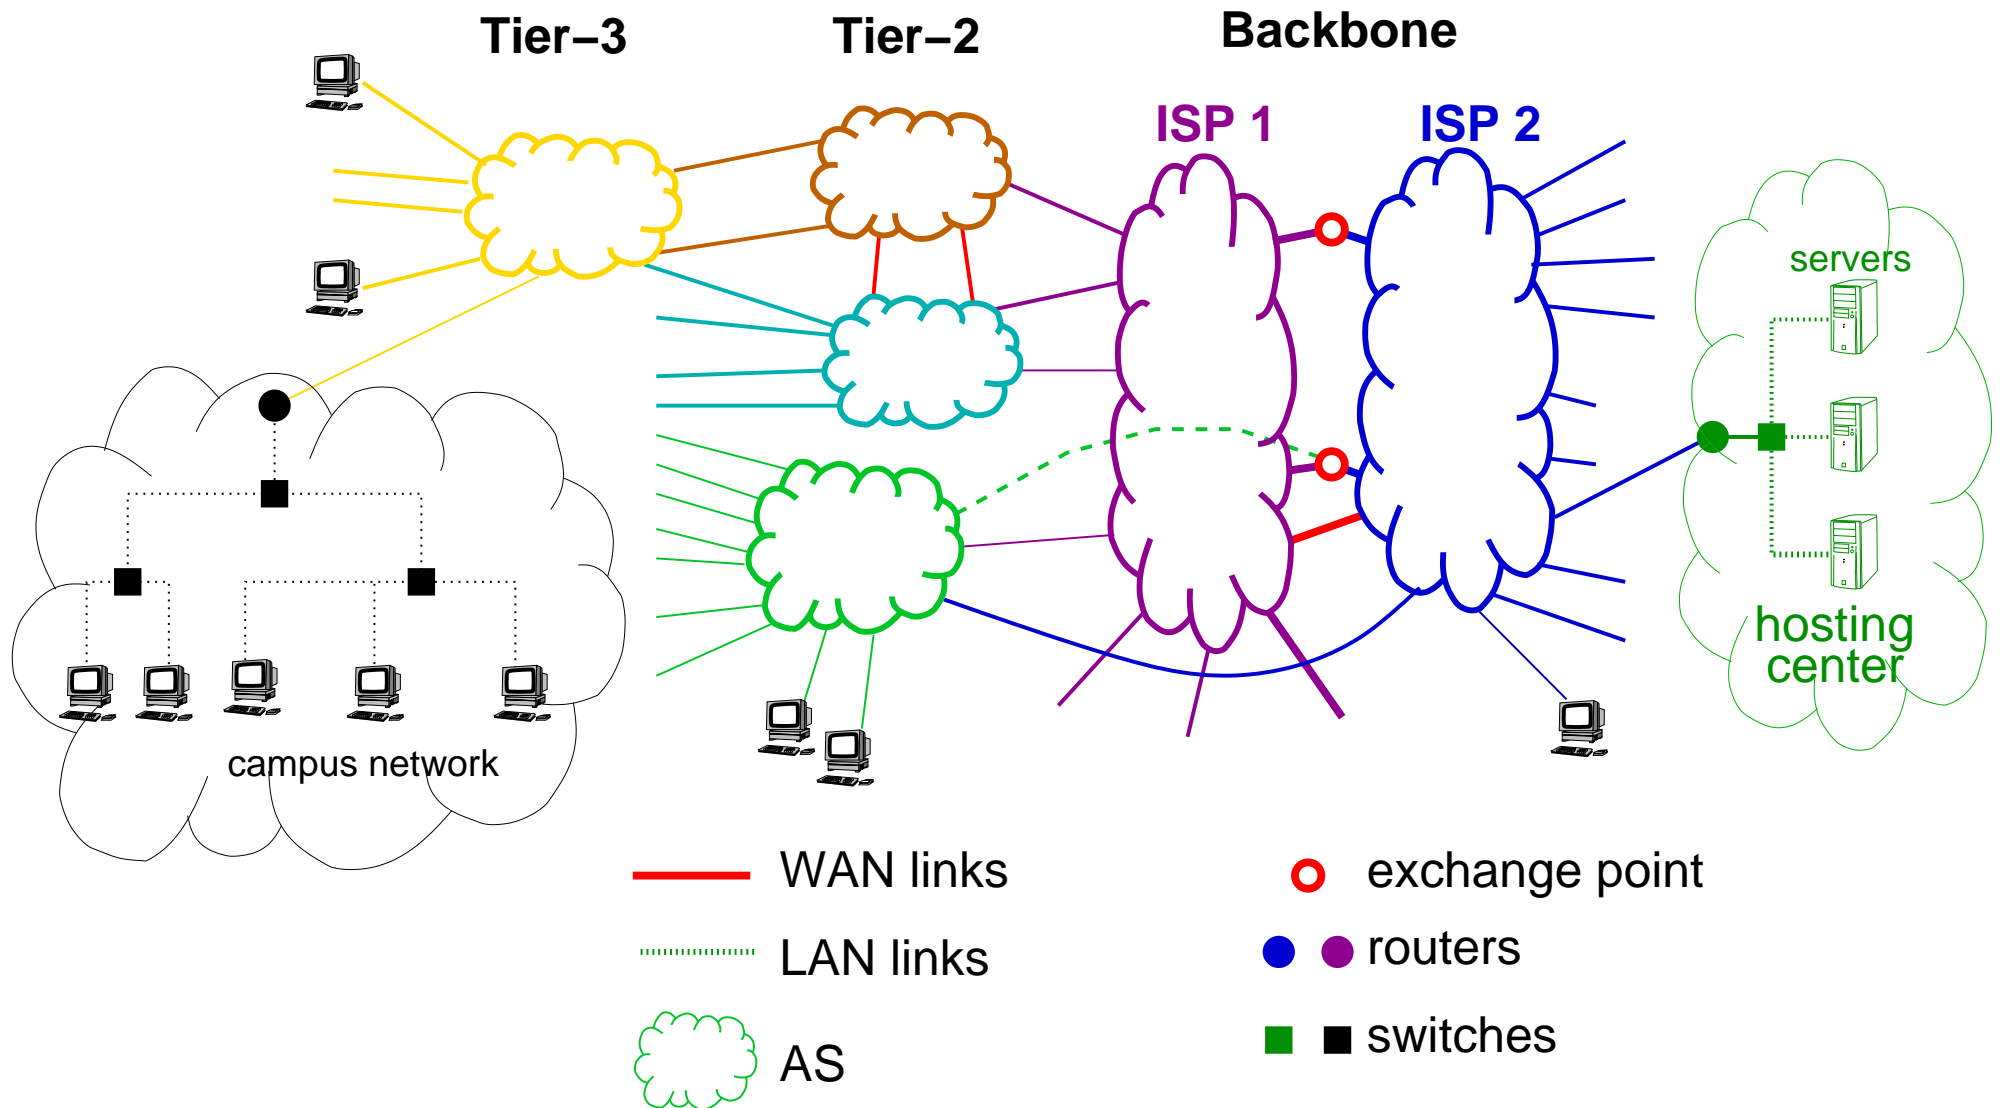 Tier−3
Tier−2
Backbone
ISP 1
ISP 2
servers
hosting
center
campus network
WAN links
exchange point
LAN links
routers
AS
switches